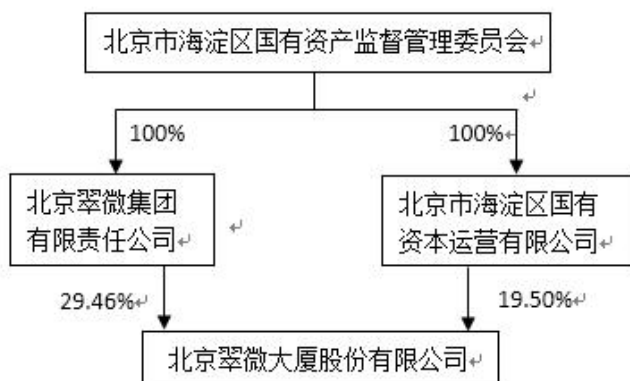 北京市海淀区国有资产监督管理委员会
100%
100%
北京翠微集团
有限责任公司
北京市海淀区国有
资本运营有限公司
29.46%
19.50%
北京翠微大厦股份有限公司